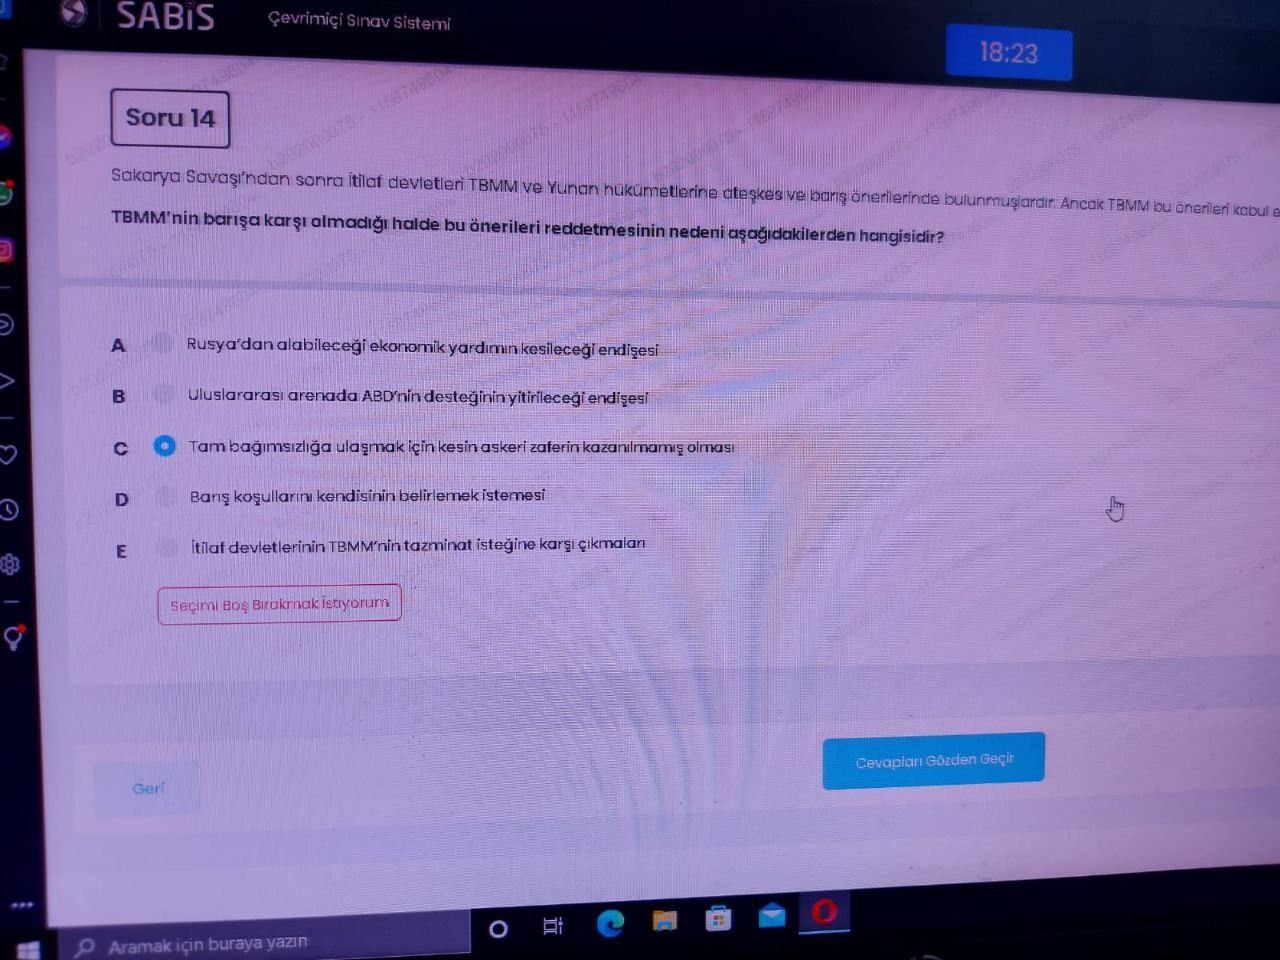 SABİS
Çevrimiçi Sınav Sistemi
18:23
Soru 14
Sakarya Savaşı'ndan sonra İtilaf devletleri TBMM ve Yunan hükümetlerine ateşkes ve barış önerilerinde bulunmuşlardır. Ancak TBMM bu önerileri kabul e
TBMM'nin barışa karşı olmadığı halde bu önerileri reddetmesinin nedeni aşağıdakilerden hangisidir?
A Rusya'dan alabileceği ekonomik yardımın kesileceği endişesi
B Uluslararası arenada ABD'nin desteğinin yitirileceği endişesi
C Tam bağımsızlığa ulaşmak için kesin askeri zaferin kazanılmamış olması
D Barış koşullarını kendisinin belirlemek istemesi
E İtilaf devletlerinin TBMM'nin tazminat isteğine karşı çıkmaları
Seçimi Boş Bırakmak İstiyorum
Geri
Cevapları Gözden Geçir
Aramak için buraya yazın